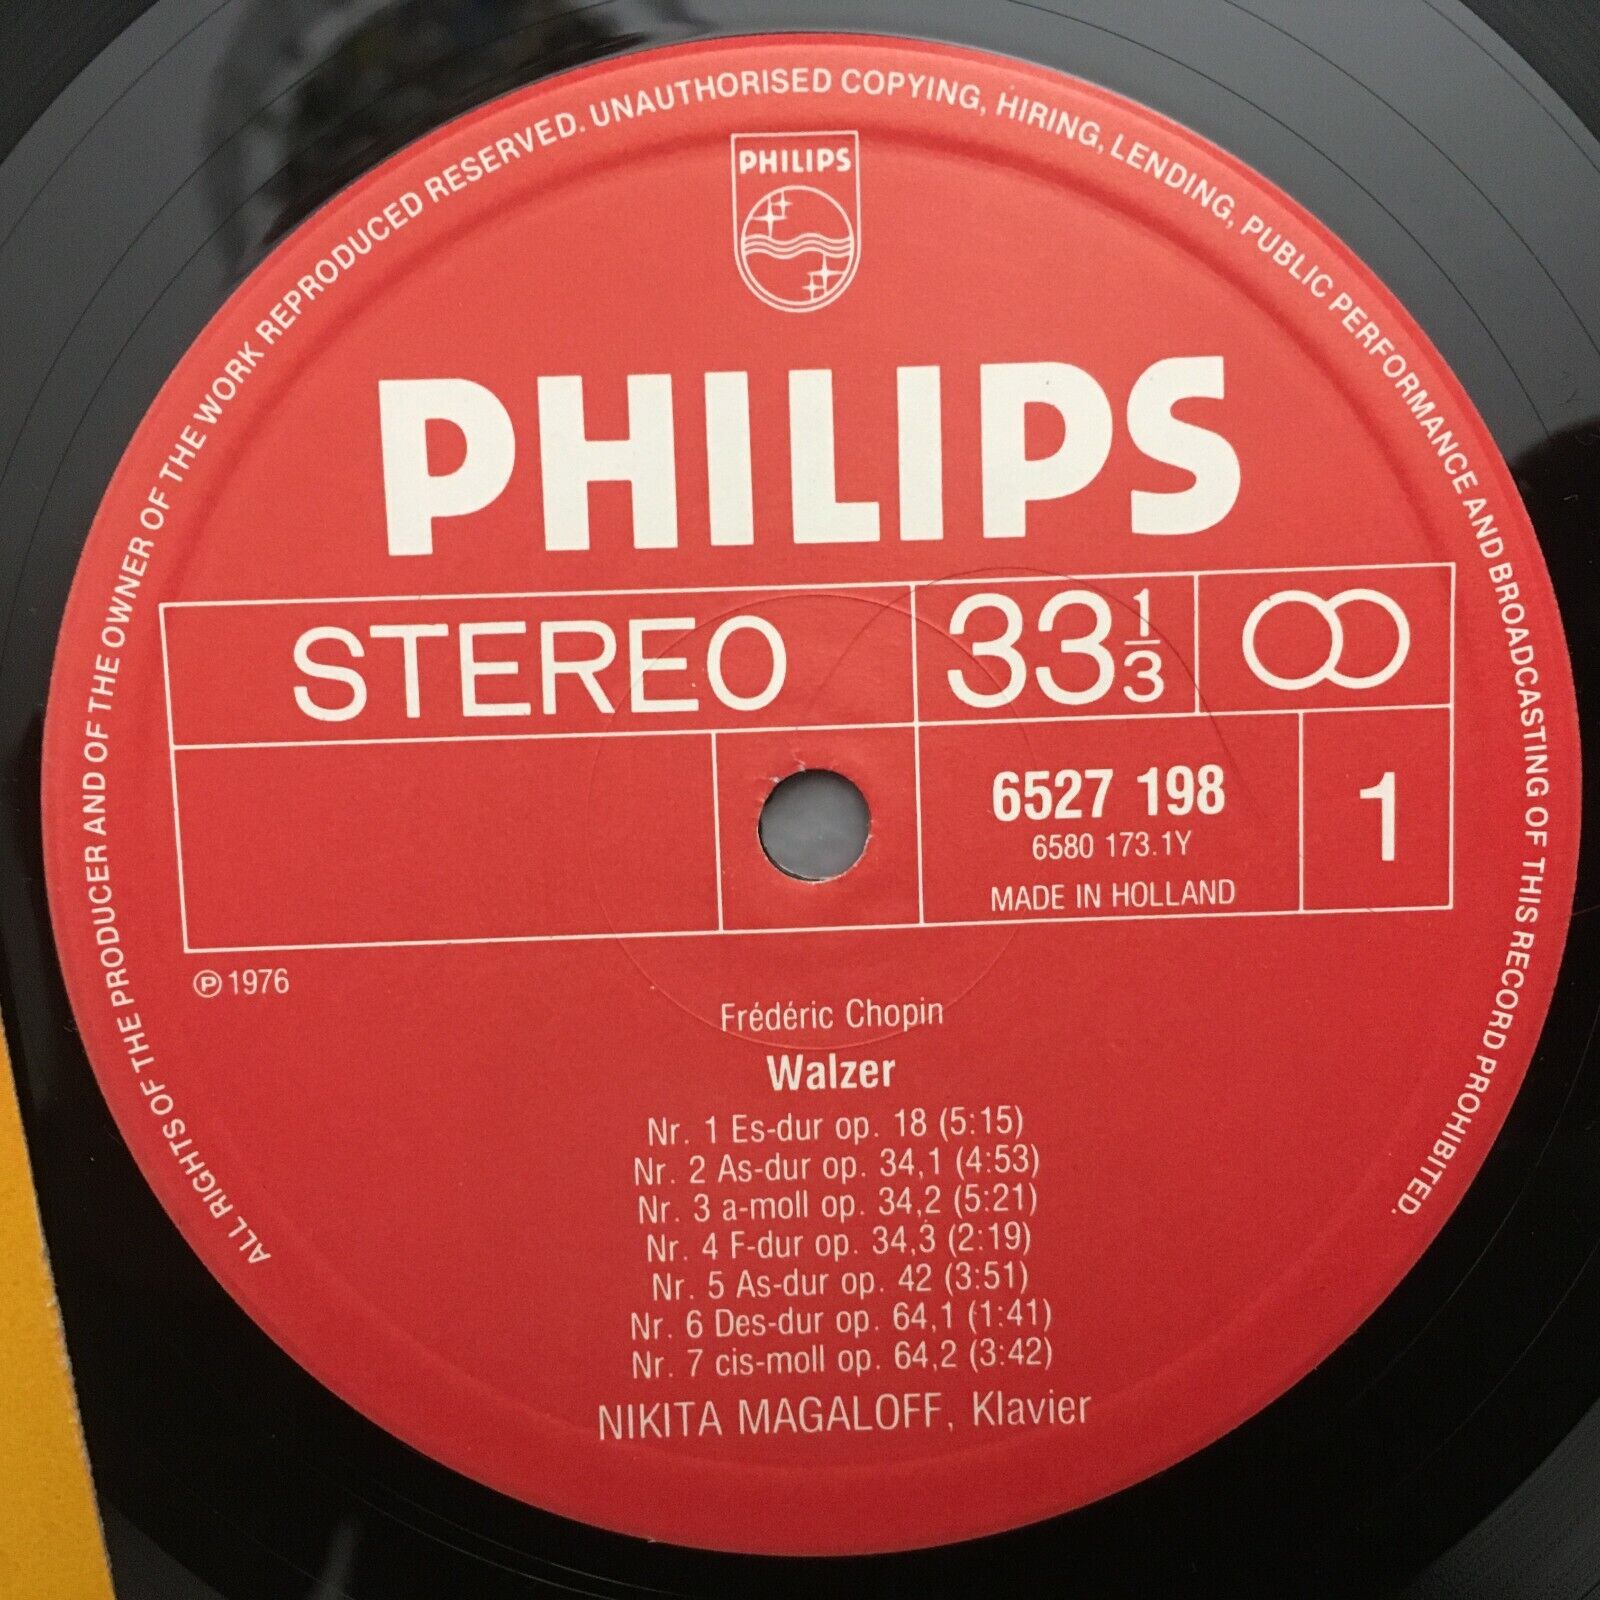 ALL RIGHTS OF THE PRODUCER AND OF THE OWNER OF THE WORK REPRODUCED RESERVED. UNAUTHORISED COPYING, HIRING, LENDING, PUBLIC PERFORMANCE AND BROADCASTING OF THIS RECORD PROHIBITED.
PHILIPS
PHILIPS
STEREO 33 1/3
6527 198
6580 173.1Y
MADE IN HOLLAND
1
℗ 1976
Frédéric Chopin
Walzer
Nr. 1 Es-dur op. 18 (5:15)
Nr. 2 As-dur op. 34,1 (4:53)
Nr. 3 a-moll op. 34,2 (5:21)
Nr. 4 F-dur op. 34,3 (2:19)
Nr. 5 As-dur op. 42 (3:51)
Nr. 6 Des-dur op. 64,1 (1:41)
Nr. 7 cis-moll op. 64,2 (3:42)
NIKITA MAGALOFF, Klavier